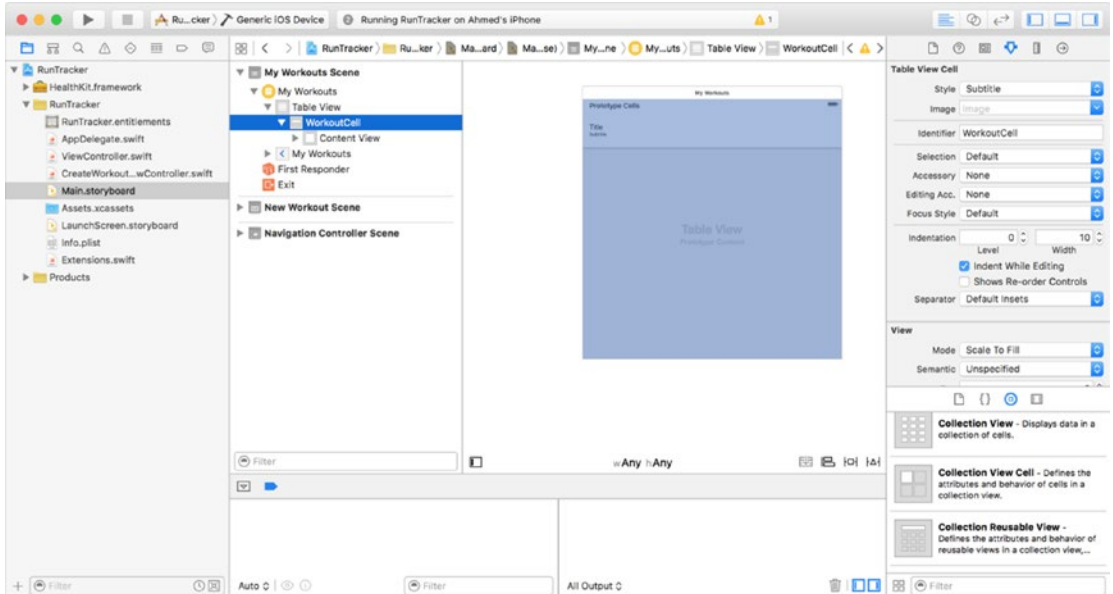 Ru...cker
Generic iOS Device
Running RunTracker on Ahmed's iPhone
1
RunTracker
Ru...ker
Ma...ard
Ma...se)
My...ne
My...uts
Table View
WorkoutCell
RunTracker
HealthKit.framework
RunTracker
RunTracker.entitlements
AppDelegate.swift
ViewController.swift
CreateWorkout...wController.swift
Main.storyboard
Assets.xcassets
LaunchScreen.storyboard
Info.plist
Extensions.swift
Products
Filter
My Workouts Scene
My Workouts
Table View
WorkoutCell
Content View
My Workouts
First Responder
Exit
New Workout Scene
Navigation Controller Scene
Filter
My Workouts
Prototype Cells
Title
Subtitle
Table View
Prototype Content
wAny hAny
Auto
Filter
All Output
Table View Cell
Style Subtitle
Image Image
Identifier WorkoutCell
Selection Default
Accessory None
Editing Acc. None
Focus Style Default
Indentation 0 10
Level Width
Indent While Editing
Shows Re-order Controls
Separator Default Insets
View
Mode Scale To Fill
Semantic Unspecified
{}
Collection View - Displays data in a
collection of cells.
Collection View Cell - Defines the
attributes and behavior of cells in a
collection view.
Collection Reusable View -
Defines the attributes and behavior of
reusable views in a collection view,...
Filter